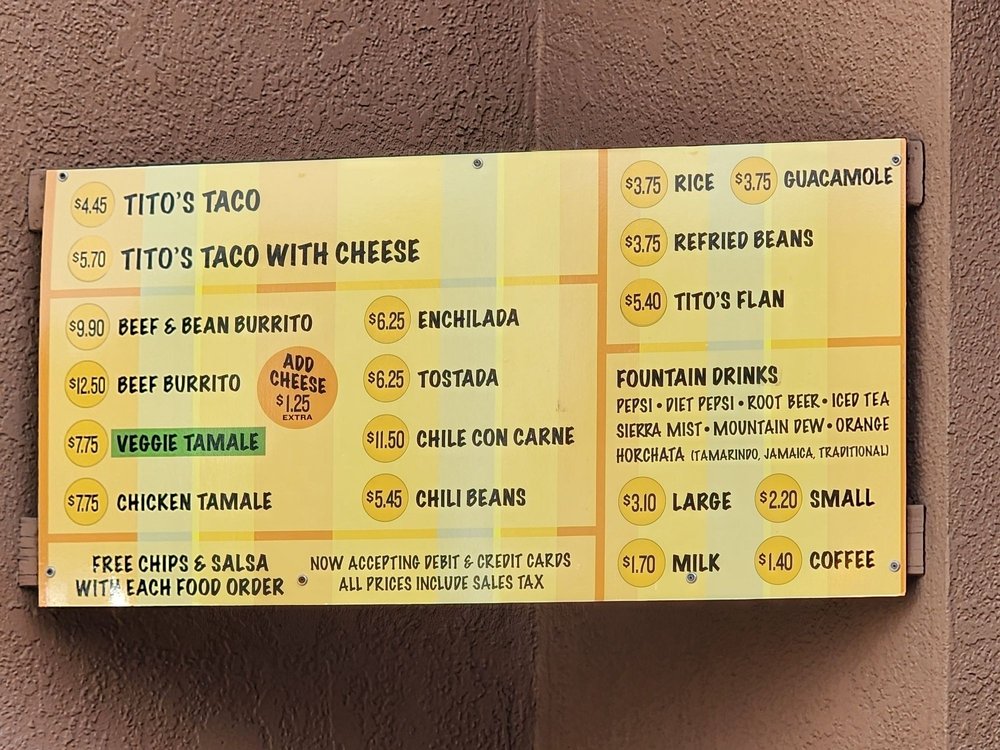 $4.45 TITO'S TACO
$5.70 TITO'S TACO WITH CHEESE
$9.90 BEEF & BEAN BURRITO
$12.50 BEEF BURRITO
ADD
CHEESE
$1.25
EXTRA
$7.75 VEGGIE TAMALE
$7.75 CHICKEN TAMALE
$6.25 ENCHILADA
$6.25 TOSTADA
$11.50 CHILE CON CARNE
$5.45 CHILI BEANS
FREE CHIPS & SALSA
WITH EACH FOOD ORDER
NOW ACCEPTING DEBIT & CREDIT CARDS
ALL PRICES INCLUDE SALES TAX
$3.75 RICE $3.75 GUACAMOLE
$3.75 REFRIED BEANS
$5.40 TITO'S FLAN
FOUNTAIN DRINKS
PEPSI • DIET PEPSI • ROOT BEER • ICED TEA
SIERRA MIST • MOUNTAIN DEW • ORANGE
HORCHATA (TAMARINDO, JAMAICA, TRADITIONAL)
$3.10 LARGE $2.20 SMALL
$1.70 MILK $1.40 COFFEE